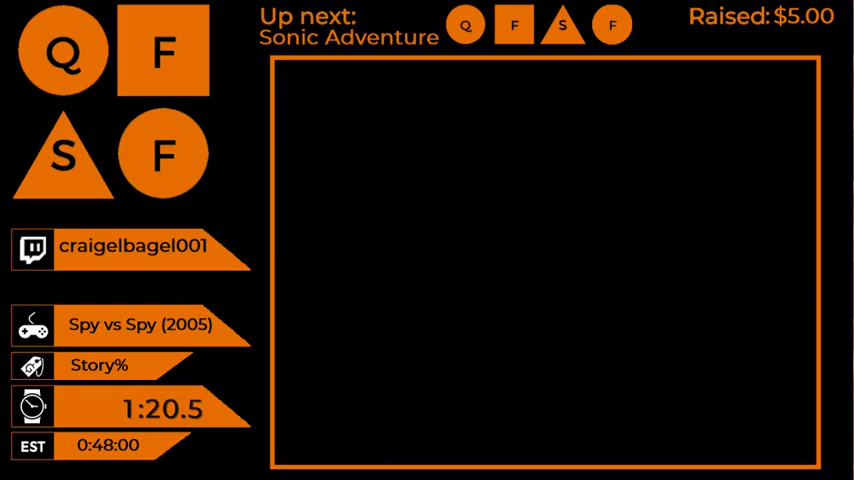 Q F
S F
Up next:
Sonic Adventure
Q F S F
Raised: $5.00
craigelbagel001
Spy vs Spy (2005)
Story%
1:20.5
EST 0:48:00